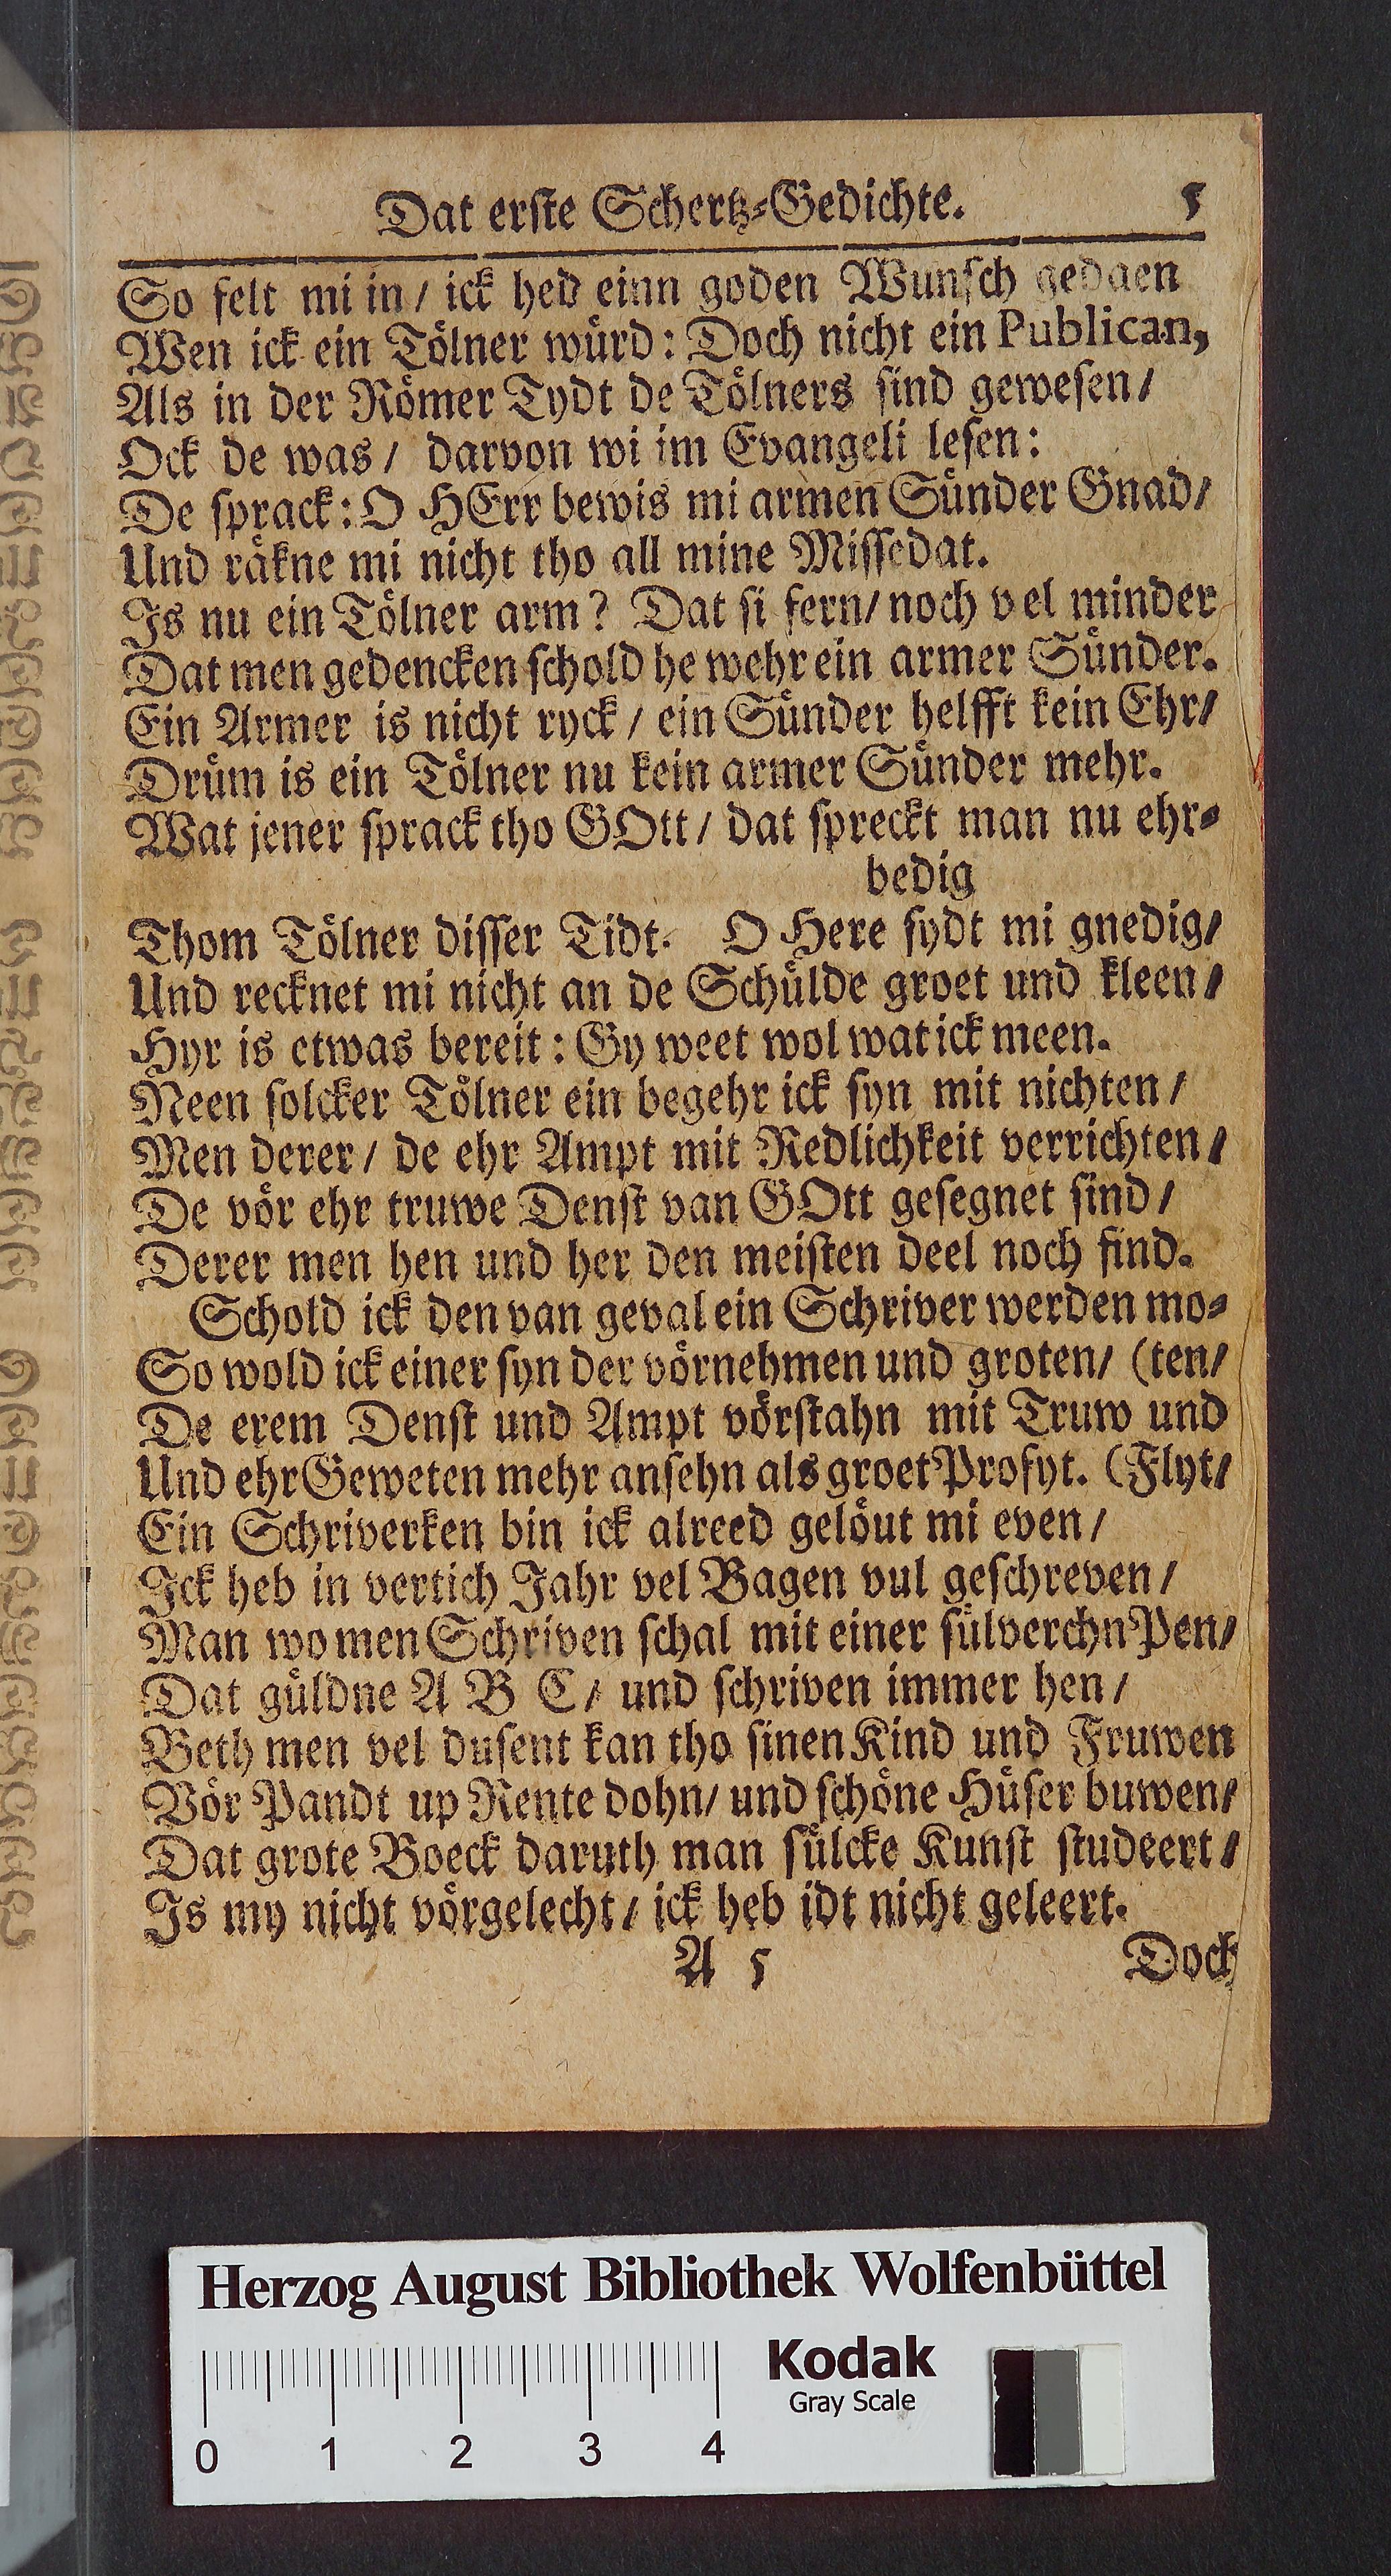 Dat erste Schertz-Gedichte. 5
So felt mi in / ick hed einn goden Wunsch gedaen
Wen ick ein Tölner würd: Doch nicht ein Publican,
Als in der Römer Tydt de Tölners sind gewesen /
Ock de was / darvon wi im Evangeli lesen:
De sprack: O HErr bewis mi armen Sünder Gnad /
Und räkne mi nicht tho all mine Missedat.
Is nu ein Tölner arm? Dat si fern / noch vel minder
Dat men gedencken schold he wehr ein armer Sünder.
Ein Armer is nicht ryck / ein Sünder helfft kein Ehr /
Drüm is ein Tölner nu kein armer Sünder mehr.
Wat jener sprack tho GOtt / dat spreckt man nu ehr-
bedig
Thom Tölner disser Tidt. O Here sydt mi gnedig /
Und recknet mi nicht an de Schülde groet und kleen /
Hyr is etwas bereit: Gy weet wol wat ick meen.
Neen solcker Tölner ein begehr ick syn mit nichten /
Men derer / de ehr Ampt mit Redlichkeit verrichten /
De vör ehr truwe Denst van GOtt gesegnet sind /
Derer men hen und her den meisten deel noch find.
Schold ick den van geval ein Schriver werden mo-
So wold ick einer syn der vörnehmen und groten / (ten /
De erem Denst und Ampt vörstahn mit Truw und
Und ehr Geweten mehr ansehn als groet Profyt. (Flyt /
Ein Schriverken bin ick alreed gelöut mi even /
Ick heb in vertich Jahr vel Bagen vul geschreven /
Man wo men Schriven schal mit einer sülverchn Pen /
Dat güldne A B C / und schriven immer hen /
Beth men vel dusent kan tho sinen Kind und Fruwen
Vör Pandt up Rente dohn / und schöne Hüser buwen /
Dat grote Boeck daruth man sülcke Kunst studeert /
Is my nicht vörgelecht / ick heb idt nicht geleert.
A 5 Doch
Herzog August Bibliothek Wolfenbüttel
Kodak
Gray Scale
0 1 2 3 4